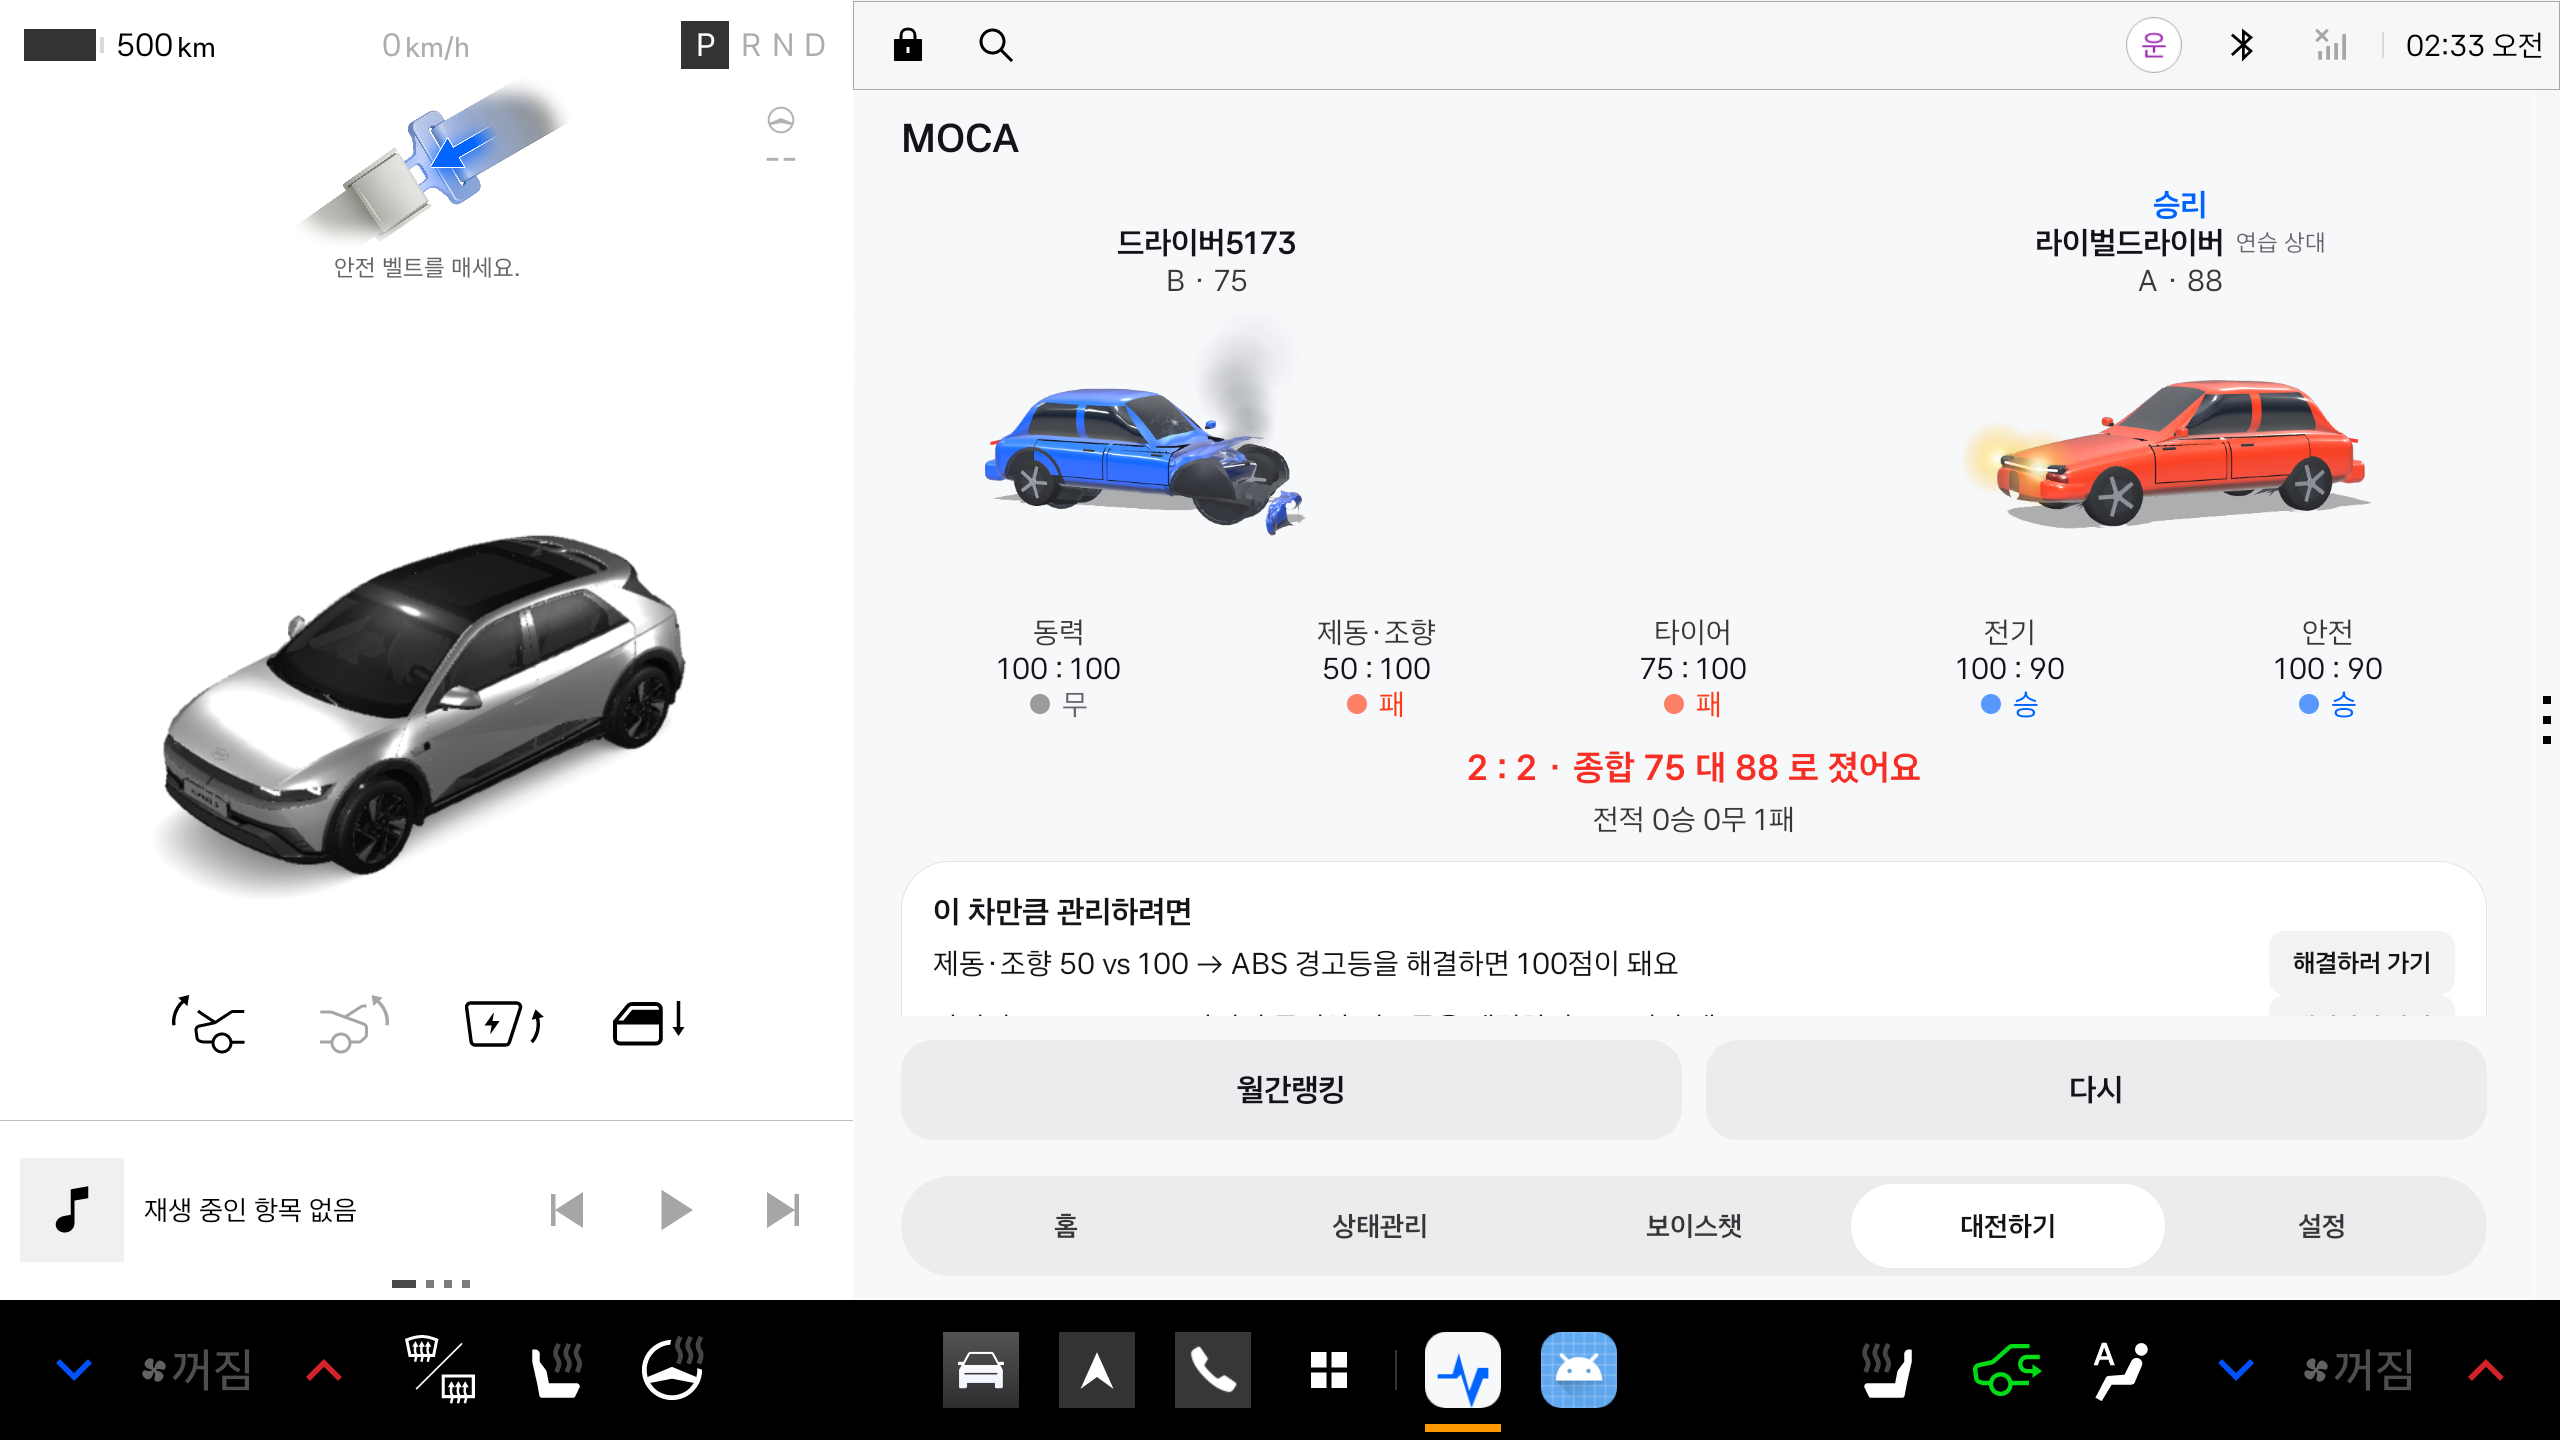 500 km
0 km/h
P R N D
운
02:33 오전
안전 벨트를 매세요.
MOCA
드라이버5173
B · 75
승리
라이벌드라이버 연습 상대
A · 88
동력
100 : 100
무
제동·조향
50 : 100
패
타이어
75 : 100
패
전기
100 : 90
승
안전
100 : 90
승
2 : 2 · 종합 75 대 88 로 졌어요
전적 0승 0무 1패
이 차만큼 관리하려면
제동·조향 50 vs 100 → ABS 경고등을 해결하면 100점이 돼요
해결하러 가기
월간랭킹
다시
재생 중인 항목 없음
홈
상태관리
보이스챗
대전하기
설정
꺼짐
A
꺼짐